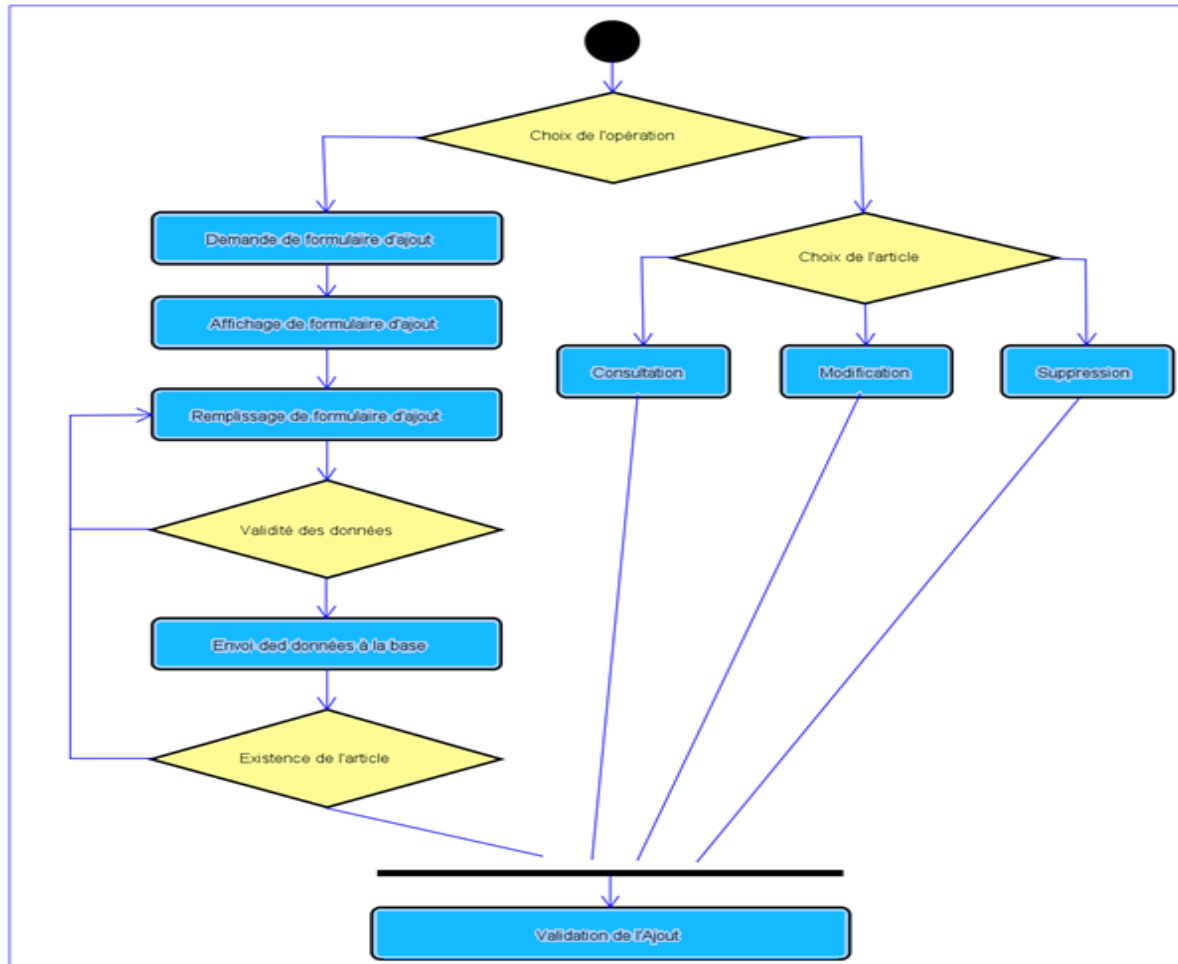 Choix de l'opération
Demande de formulaire d'ajout
Choix de l'article
Affichage de formulaire d'ajout
Consultation
Modification
Suppression
Remplissage de formulaire d'ajout
Validité des données
Envoi ded données à la base
Existence de l'article
Validation de l'Ajout